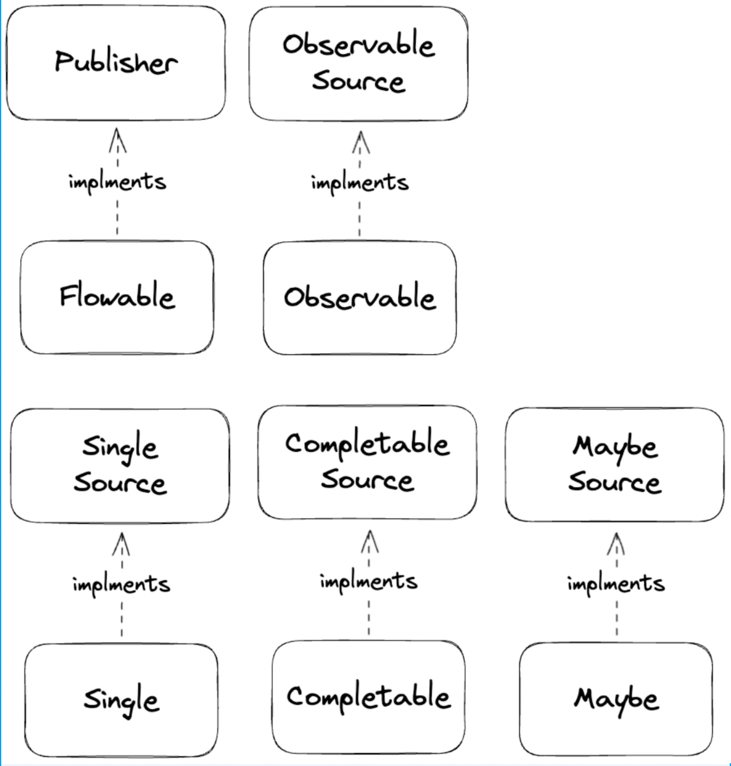 Publisher
Observable
Source
implments
implments
Flowable
Observable
Single
Source
Completable
Source
Maybe
Source
implments
implments
implments
Single
Completable
Maybe